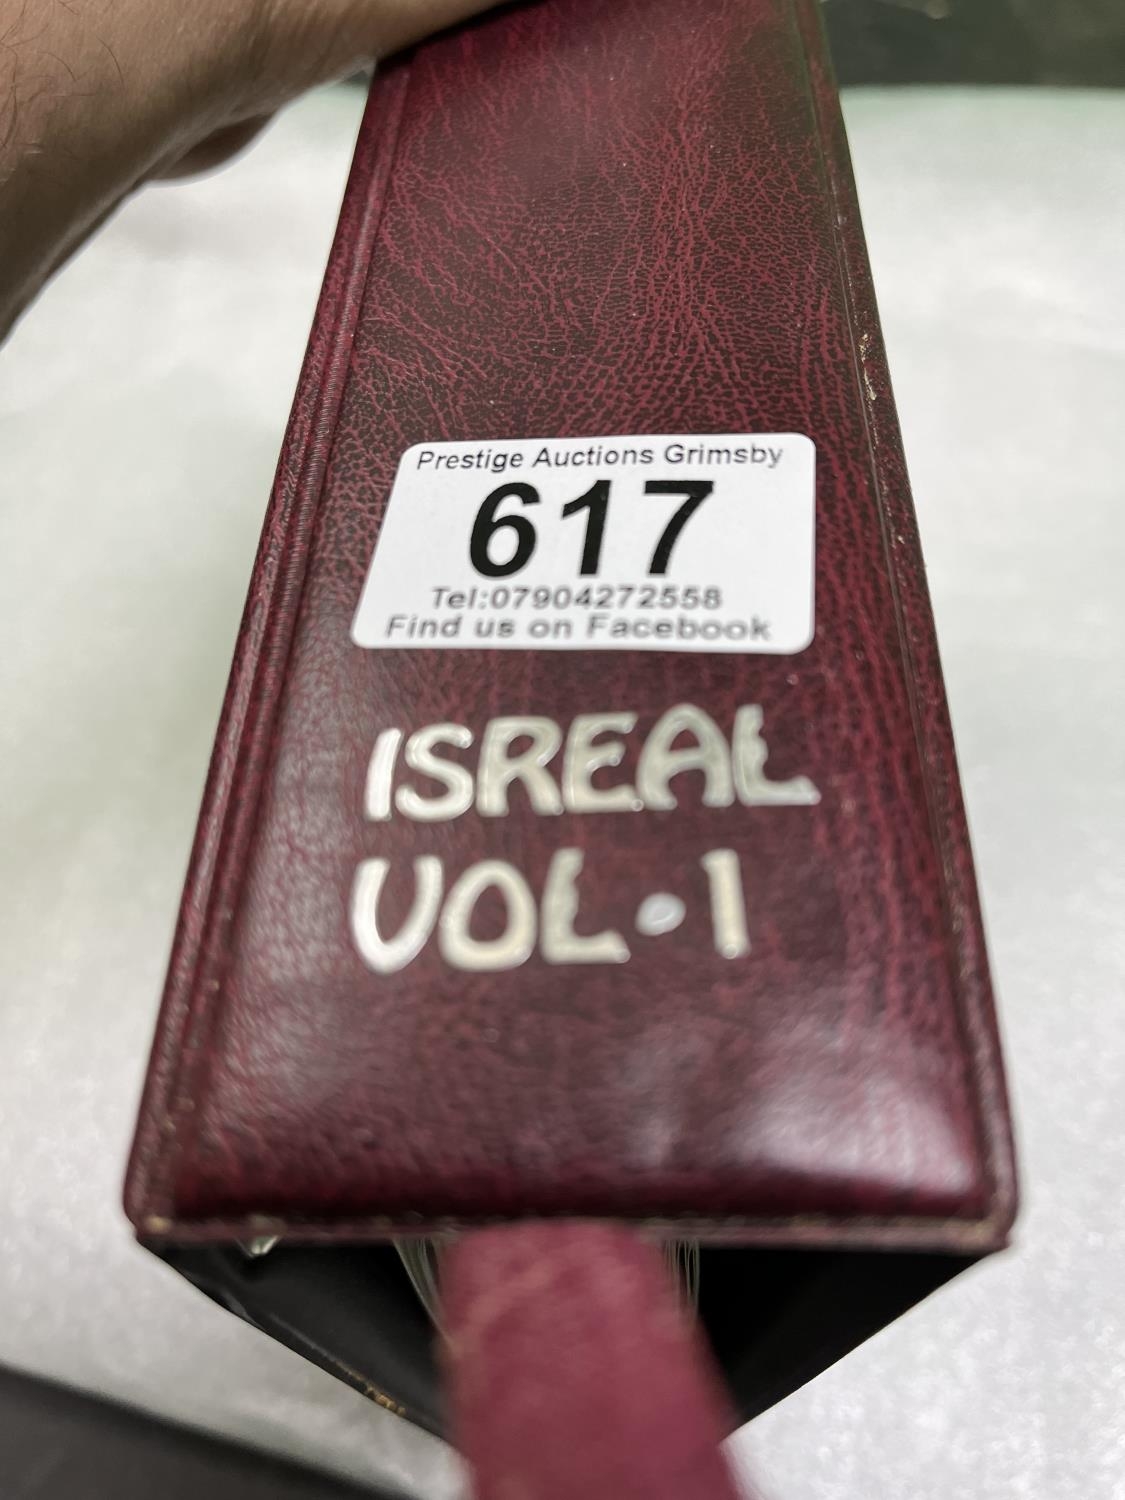 Prestige Auctions Grimsby
617
Tel:07904272558
Find us on Facebook
ISREAL
VOL·1